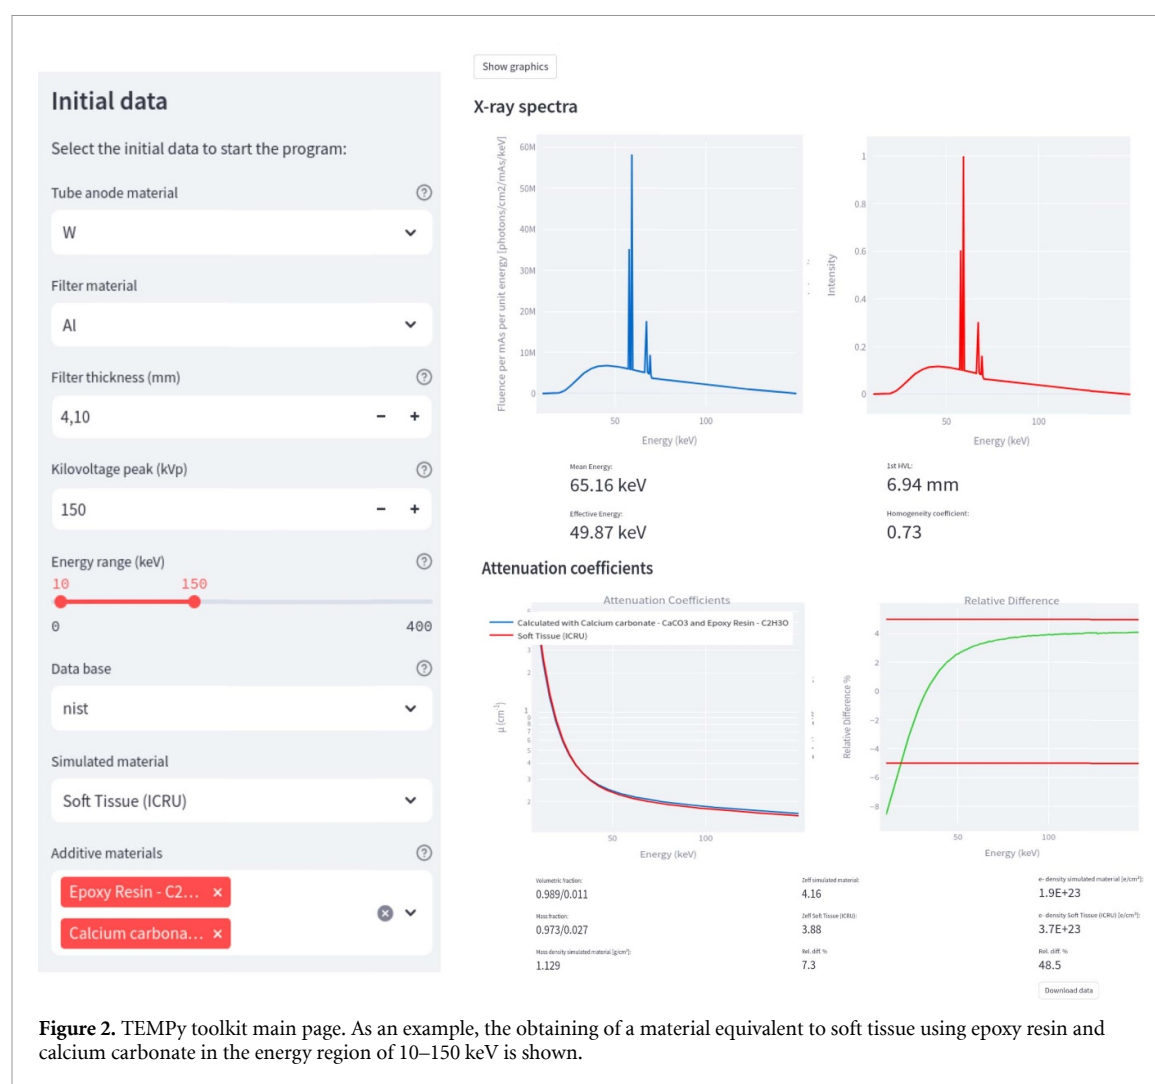 Initial data
Select the initial data to start the program:
Tube anode material
W
Filter material
Al
Filter thickness (mm)
4,10
− +
Kilovoltage peak (kVp)
150
− +
Energy range (keV)
10 150
0 400
Data base
nist
Simulated material
Soft Tissue (ICRU)
Additive materials
Epoxy Resin - C2... ×
Calcium carbona... ×
Show graphics
X-ray spectra
Fluence per mAs per unit energy [photons/cm2/mAs/keV]
60M
50M
40M
30M
20M
10M
0
50 100
Energy (keV)
Intensity
1
0.8
0.6
0.4
0.2
0
50 100
Energy (keV)
Mean Energy:
65.16 keV
Effective Energy:
49.87 keV
1st HVL:
6.94 mm
Homogeneity coefficient:
0.73
Attenuation coefficients
Attenuation Coefficients
Calculated with Calcium carbonate - CaCO3 and Epoxy Resin - C2H3O
Soft Tissue (ICRU)
μ (cm⁻¹)
3
2
1
9
8
7
6
5
4
3
2
50 100
Energy (keV)
Relative Difference
Relative Difference %
4
2
0
−2
−4
−6
−8
50 100
Energy (keV)
Volumetric fraction:
0.989/0.011
Mass fraction:
0.973/0.027
Mass density simulated material [g/cm³]:
1.129
Zeff simulated material:
4.16
Zeff Soft Tissue (ICRU):
3.88
Rel. diff. %
7.3
e- density simulated material [e/cm³]:
1.9E+23
e- density Soft Tissue (ICRU) [e/cm³]:
3.7E+23
Rel. diff. %
48.5
Download data
Figure 2. TEMPy toolkit main page. As an example, the obtaining of a material equivalent to soft tissue using epoxy resin and
calcium carbonate in the energy region of 10–150 keV is shown.